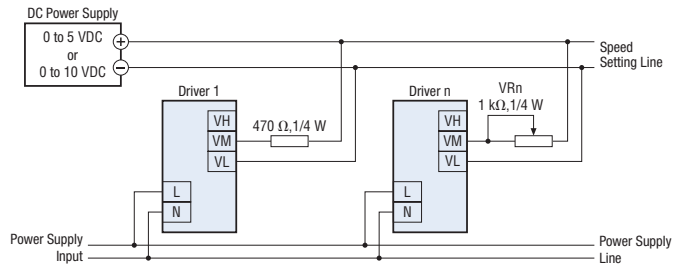 DC Power Supply
0 to 5 VDC
or
0 to 10 VDC
+
−
Speed
Setting Line
Driver 1
VH
VM
VL
L
N
470 Ω,1/4 W
Driver n
VH
VM
VL
L
N
VRn
1 kΩ,1/4 W
Power Supply
Input
Power Supply
Line